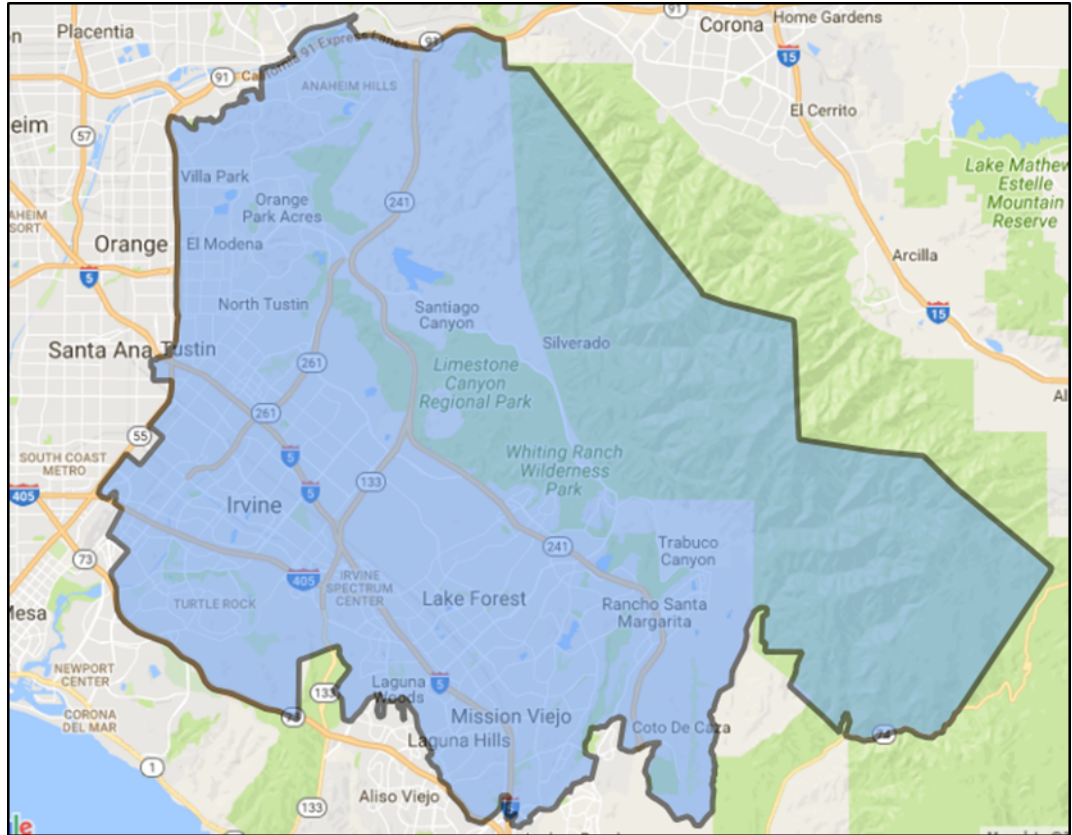 91
Corona
Home Gardens
Placentia
91
California 91 Express Lanes
15
91
ANAHEIM HILLS
El Cerrito
eim
57
Lake Mathew
Estelle
Mountain
Reserve
Villa Park
Orange
Park Acres
241
AHEIM
SORT
Orange
El Modena
Arcilla
5
North Tustin
Santiago
Canyon
15
Silverado
Santa Ana
Tustin
261
Limestone
Canyon
Regional Park
Al
261
55
5
Whiting Ranch
Wilderness
Park
SOUTH COAST
METRO
133
405
5
Irvine
241
Trabuco
Canyon
73
405
IRVINE
SPECTRUM
CENTER
Lake Forest
TURTLE ROCK
Rancho Santa
Margarita
Mesa
NEWPORT
CENTER
Laguna
Woods
5
133
CORONA
DEL MAR
73
Mission Viejo
Coto De Caza
74
Laguna Hills
1
Aliso Viejo
133
5
le